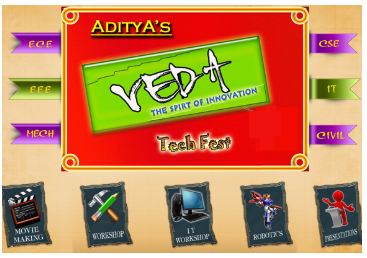 ADITYA'S
ECE
CSE
VEDA
EEE
IT
THE SPIRT OF INNOVATION
MECH
CIVIL
Tech Fest
MOVIE
MAKING
WORKSHOP
IT
WORKSHOP
ROBOTICS
PRESENTATIONS